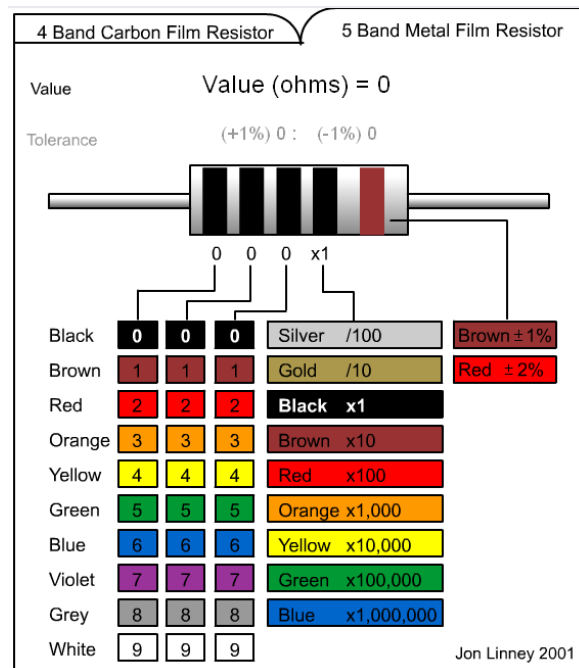 4 Band Carbon Film Resistor 5 Band Metal Film Resistor
Value Value (ohms) = 0
Tolerance (+1%) 0 : (-1%) 0
0 0 0 x1
Black 0 0 0 Silver /100 Brown ± 1%
Brown 1 1 1 Gold /10 Red ± 2%
Red 2 2 2 Black x1
Orange 3 3 3 Brown x10
Yellow 4 4 4 Red x100
Green 5 5 5 Orange x1,000
Blue 6 6 6 Yellow x10,000
Violet 7 7 7 Green x100,000
Grey 8 8 8 Blue x1,000,000
White 9 9 9
Jon Linney 2001